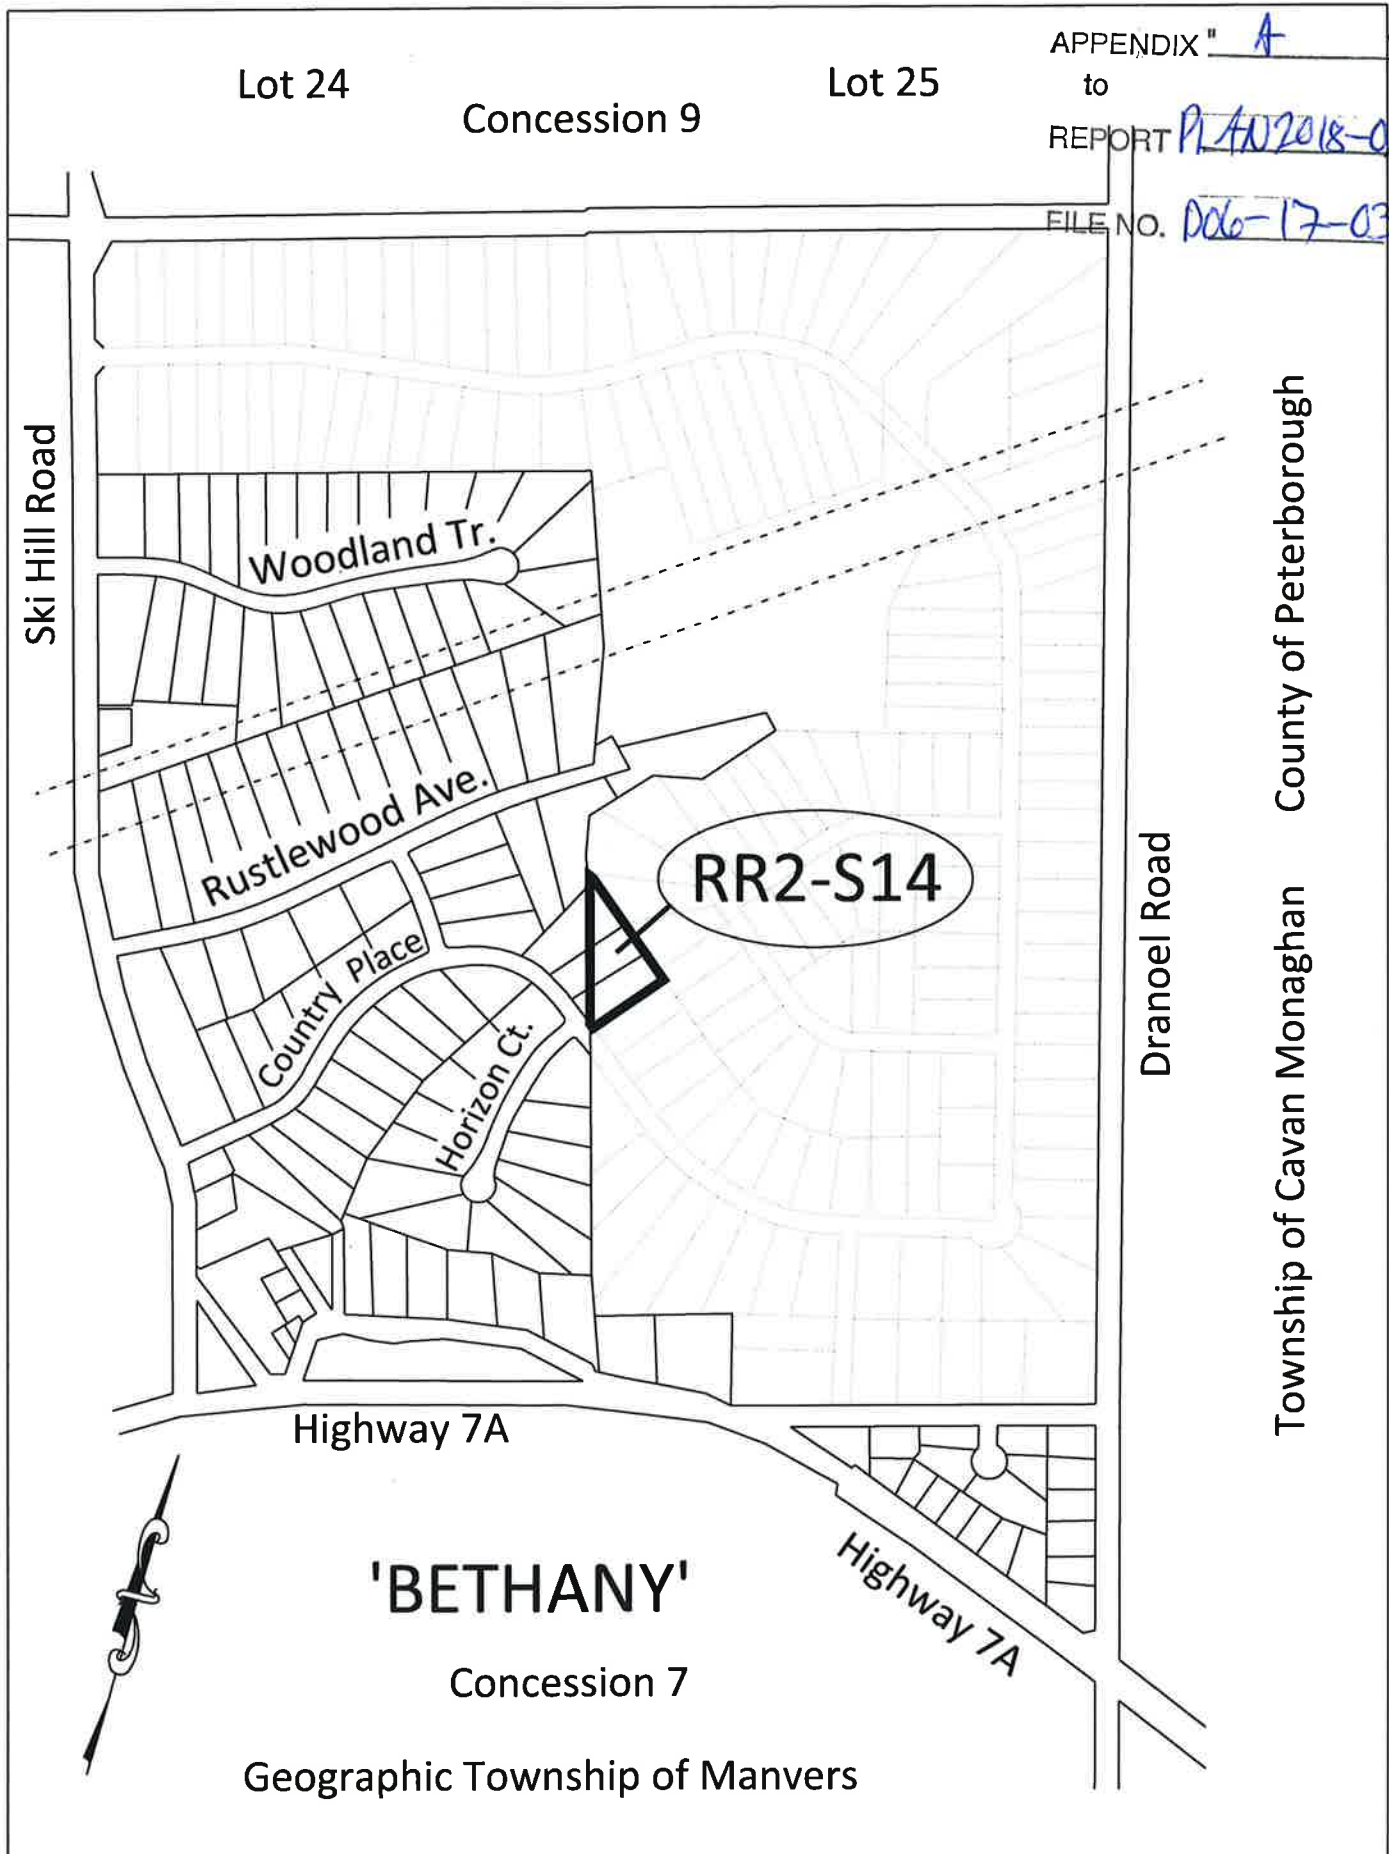 APPENDIX " A
to
REPORT PLAN2018-0
FILE NO. D06-17-03
Lot 24
Lot 25
Concession 9
Ski Hill Road
Woodland Tr.
Rustlewood Ave.
RR2-S14
Country Place
Horizon Ct.
Dranoel Road
County of Peterborough
Township of Cavan Monaghan
Highway 7A
Highway 7A
'BETHANY'
Concession 7
Geographic Township of Manvers